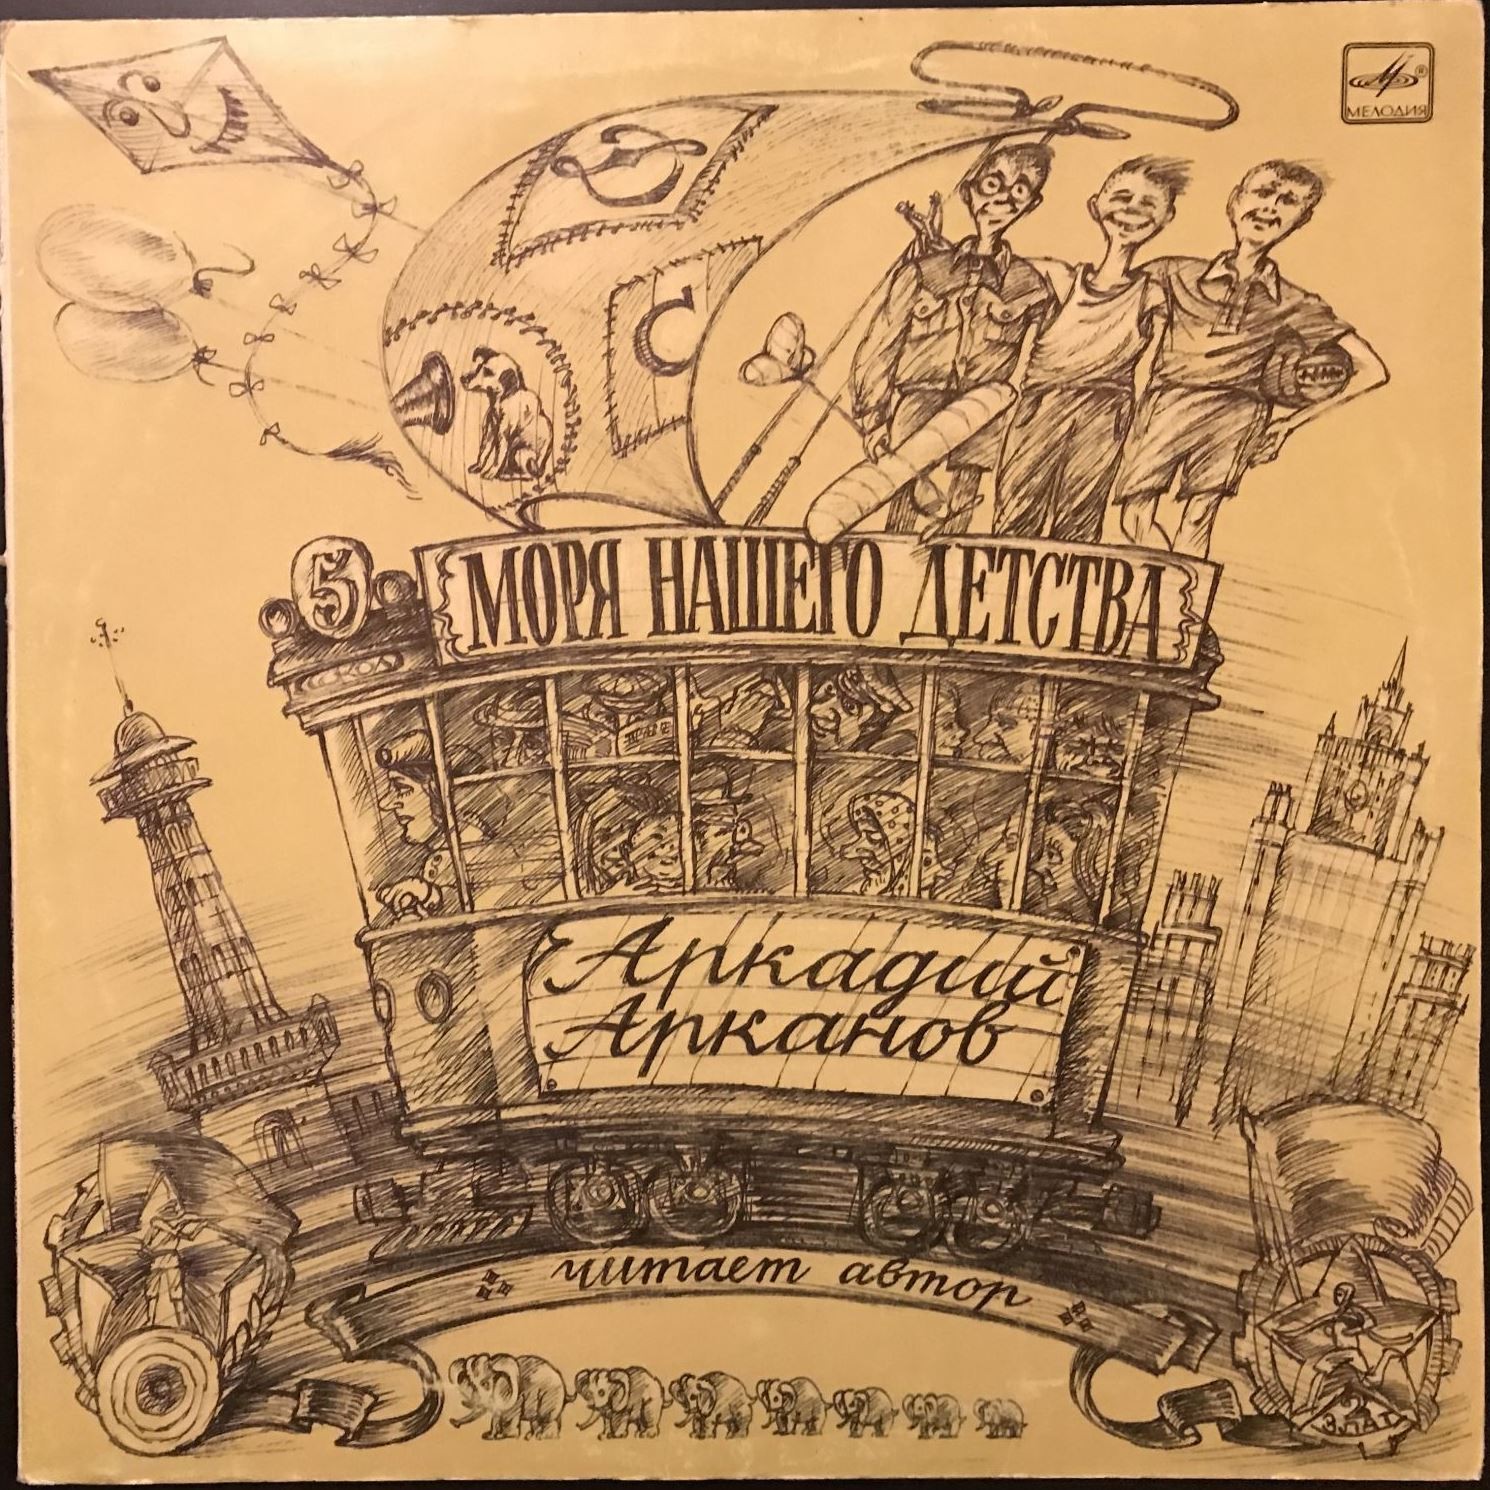 МЕЛОДИЯ
С
5
МОРЯ НАШЕГО ДЕТСТВА
Аркадий
Арканов
читает автор